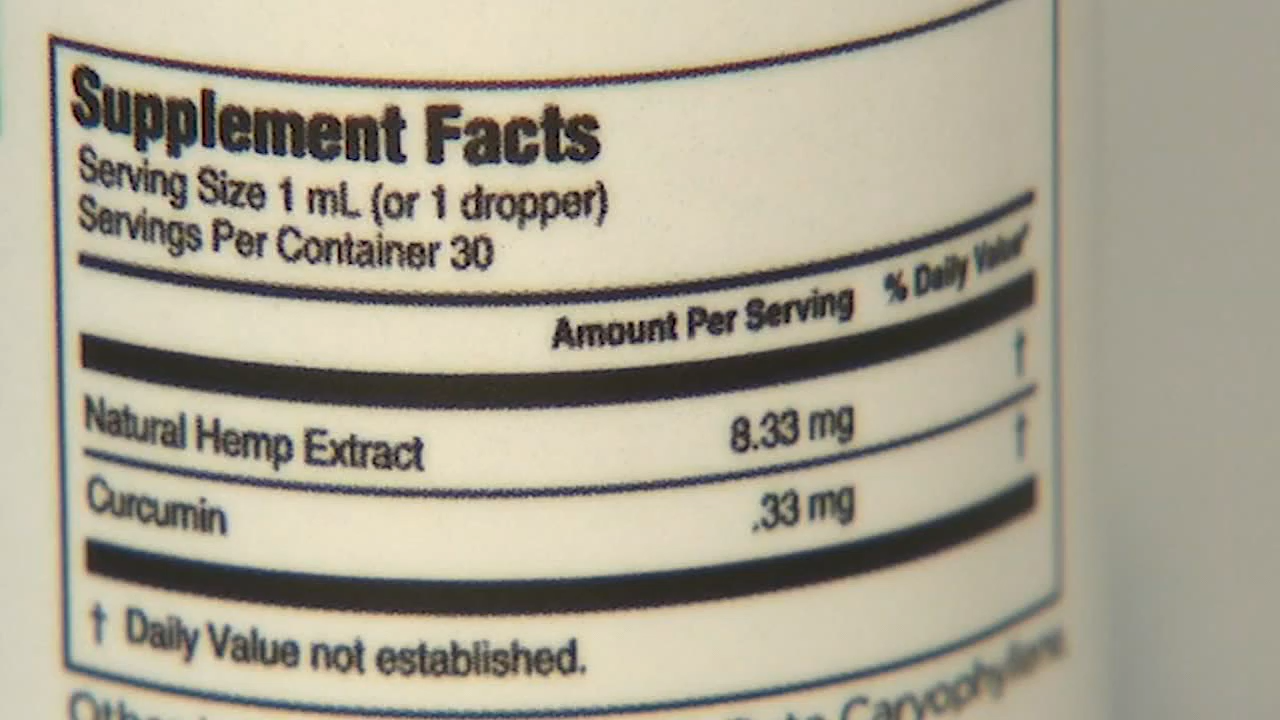 Supplement Facts
Serving Size 1 mL (or 1 dropper)
Servings Per Container 30
Amount Per Serving % Daily Value*
†
Natural Hemp Extract 8.33 mg
†
Curcumin .33 mg
† Daily Value not established.
Caryophyllene,